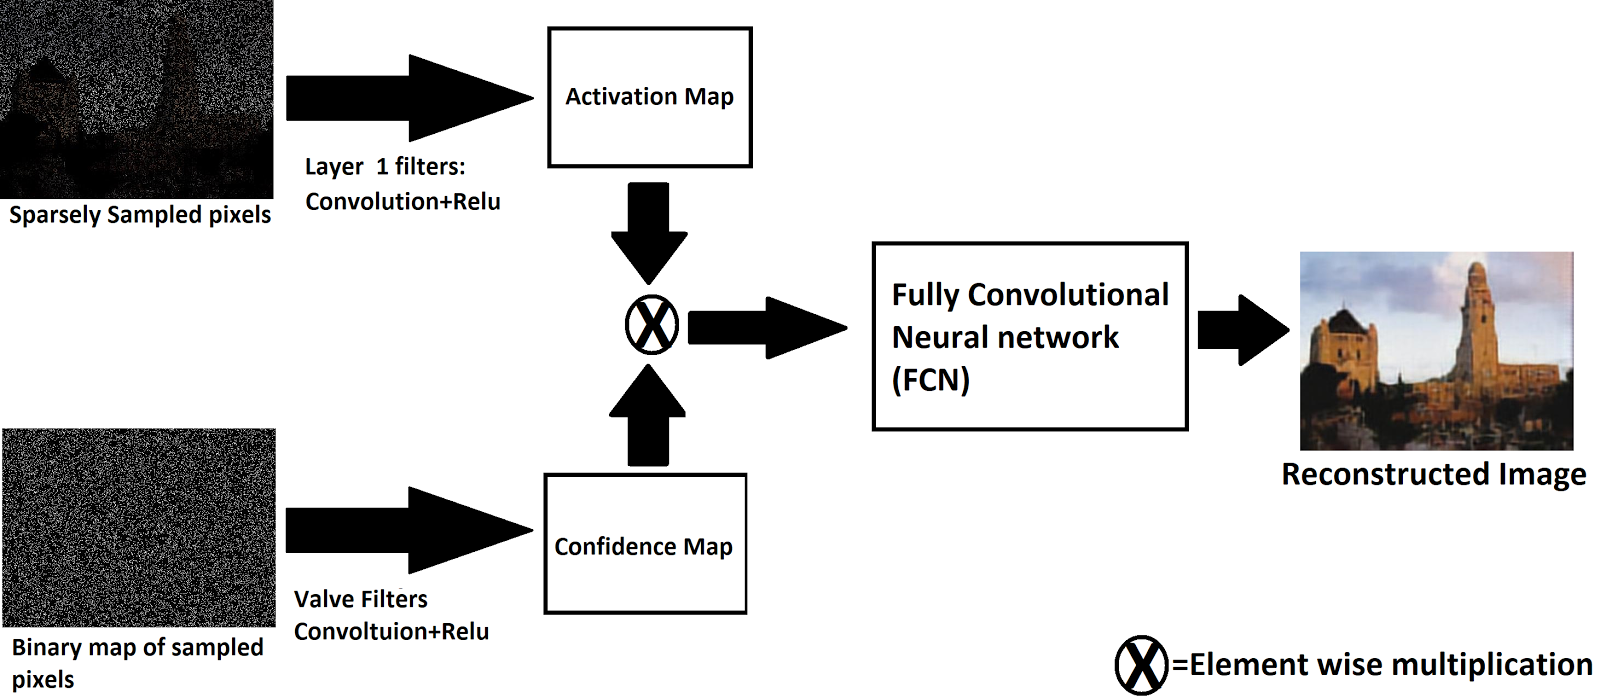 Activation Map
Layer 1 filters:
Convolution+Relu
Sparsely Sampled pixels
X
Fully Convolutional
Neural network
(FCN)
Reconstructed Image
Confidence Map
Valve Filters
Convoltuion+Relu
Binary map of sampled
pixels
X=Element wise multiplication